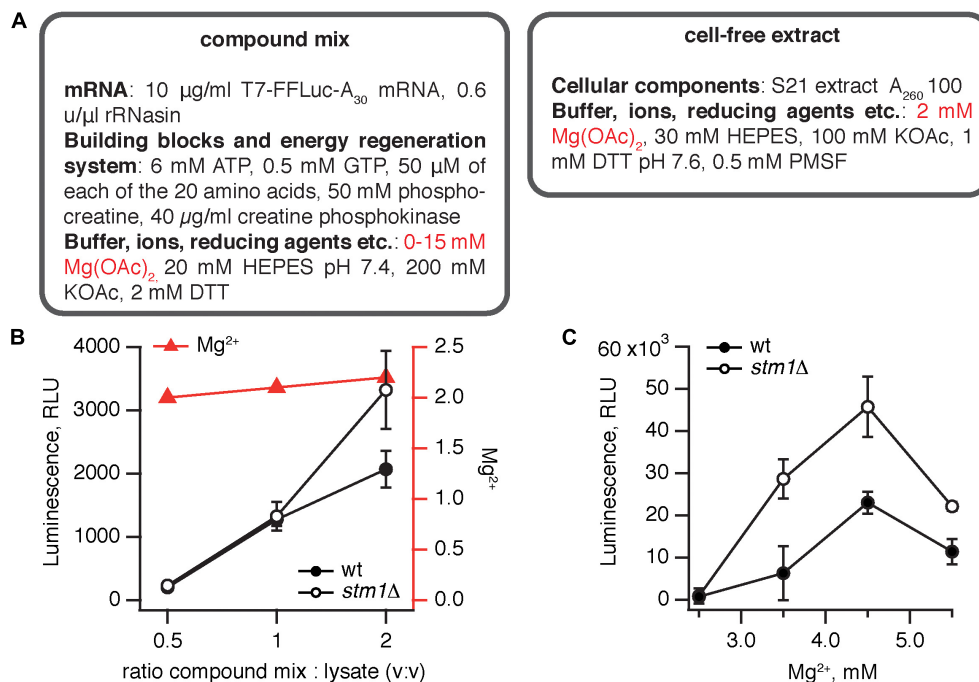 A
compound mix
mRNA: 10 µg/ml T7-FFLuc-A30 mRNA, 0.6
u/µl rRNasin
Building blocks and energy regeneration
system: 6 mM ATP, 0.5 mM GTP, 50 µM of
each of the 20 amino acids, 50 mM phospho-
creatine, 40 µg/ml creatine phosphokinase
Buffer, ions, reducing agents etc.: 0-15 mM
Mg(OAc)2, 20 mM HEPES pH 7.4, 200 mM
KOAc, 2 mM DTT
cell-free extract
Cellular components: S21 extract A260 100
Buffer, ions, reducing agents etc.: 2 mM
Mg(OAc)2, 30 mM HEPES, 100 mM KOAc, 1
mM DTT pH 7.6, 0.5 mM PMSF
B
Mg2+
Luminescence, RLU
4000
3000
2000
1000
0
2.5
2.0
1.5
1.0
0.5
0.0
Mg2+
wt
stm1Δ
0.5 1 2
ratio compound mix : lysate (v:v)
C
wt
stm1Δ
Luminescence, RLU
60 x10³
50
40
30
20
10
0
3.0 4.0 5.0
Mg2+, mM